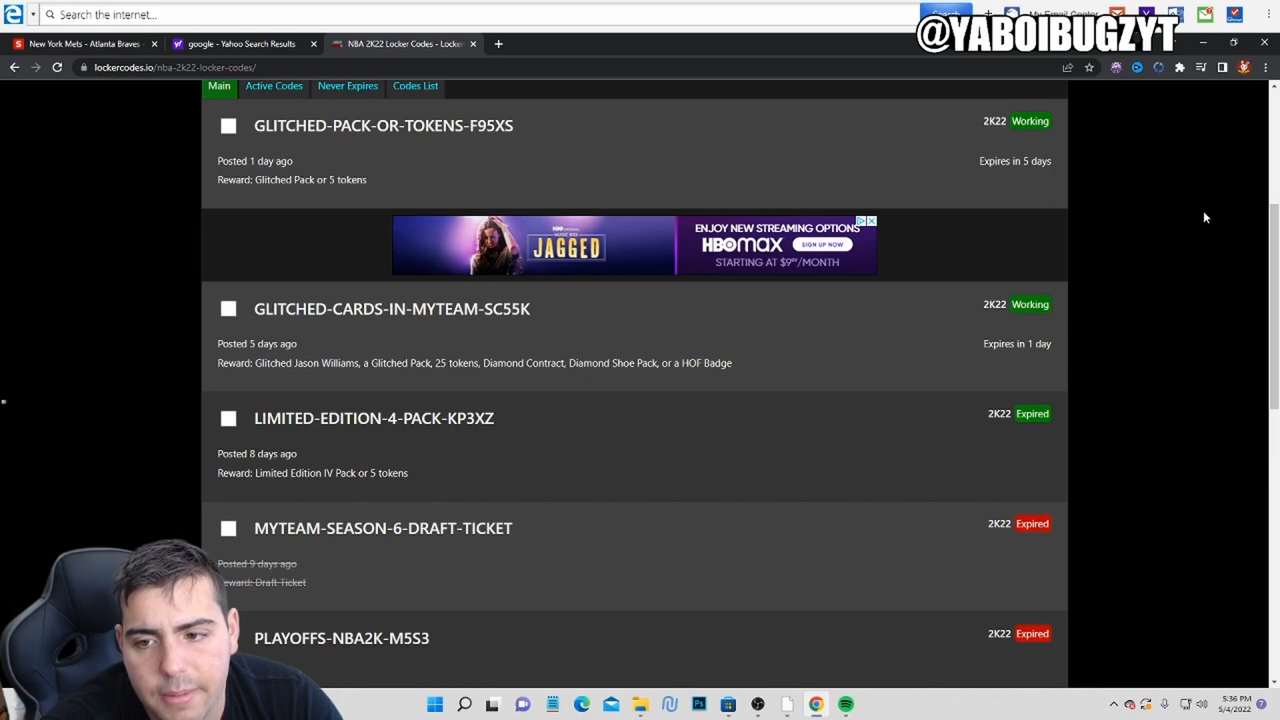 Search the internet...
Search
My Email Center
@YABOIBUGZYT
New York Mets - Atlanta Braves
google - Yahoo Search Results
NBA 2K22 Locker Codes - Locker
lockercodes.io/nba-2k22-locker-codes/
Main
Active Codes
Never Expires
Codes List
GLITCHED-PACK-OR-TOKENS-F95XS
2K22 Working
Posted 1 day ago
Expires in 5 days
Reward: Glitched Pack or 5 tokens
JAGGED
ENJOY NEW STREAMING OPTIONS
HBOMAX SIGN UP NOW
STARTING AT $9.99/MONTH
GLITCHED-CARDS-IN-MYTEAM-SC55K
2K22 Working
Posted 5 days ago
Expires in 1 day
Reward: Glitched Jason Williams, a Glitched Pack, 25 tokens, Diamond Contract, Diamond Shoe Pack, or a HOF Badge
LIMITED-EDITION-4-PACK-KP3XZ
2K22 Expired
Posted 8 days ago
Reward: Limited Edition IV Pack or 5 tokens
MYTEAM-SEASON-6-DRAFT-TICKET
2K22 Expired
Posted 9 days ago
eward: Draft Ticket
PLAYOFFS-NBA2K-M5S3
2K22 Expired
5:36 PM
5/4/2022